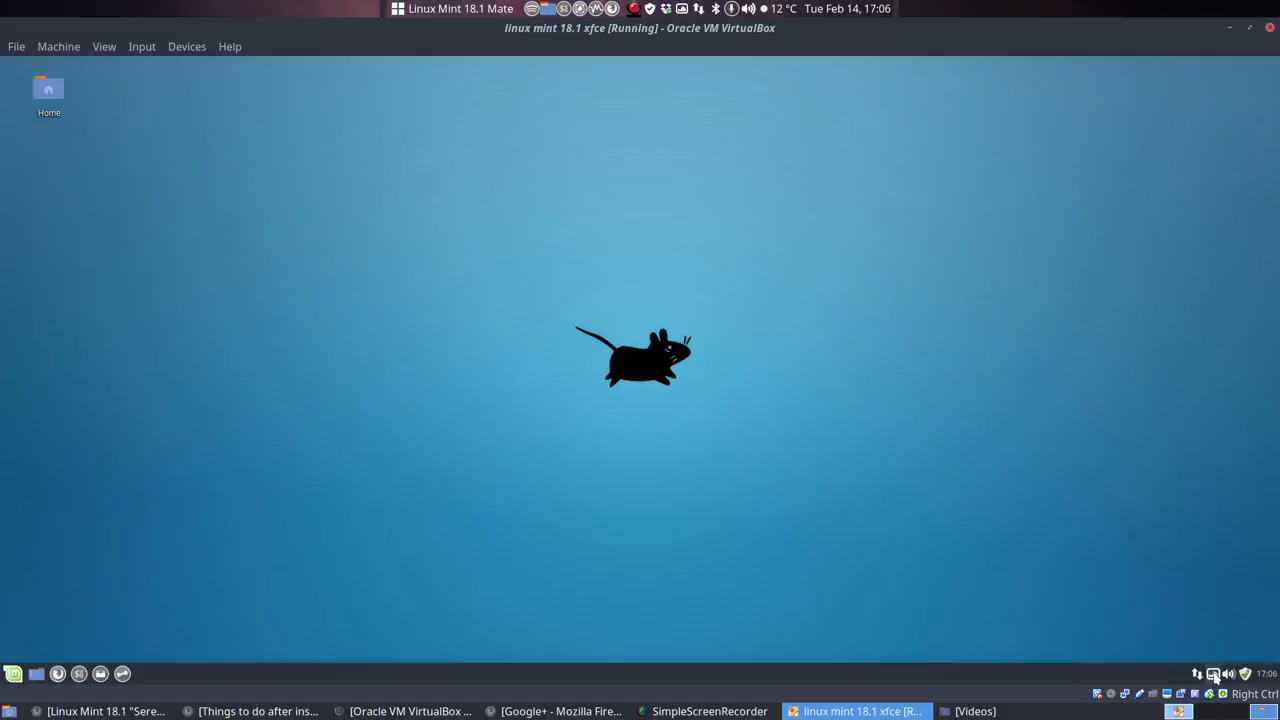 Linux Mint 18.1 Mate
12 °C
Tue Feb 14, 17:06
linux mint 18.1 xfce [Running] - Oracle VM VirtualBox
File Machine View Input Devices Help
Home
17:06
Right Ctrl
[Linux Mint 18.1 "Sere...
[Things to do after ins...
[Oracle VM VirtualBox ...
[Google+ - Mozilla Fire...
SimpleScreenRecorder
linux mint 18.1 xfce [R...
[Videos]